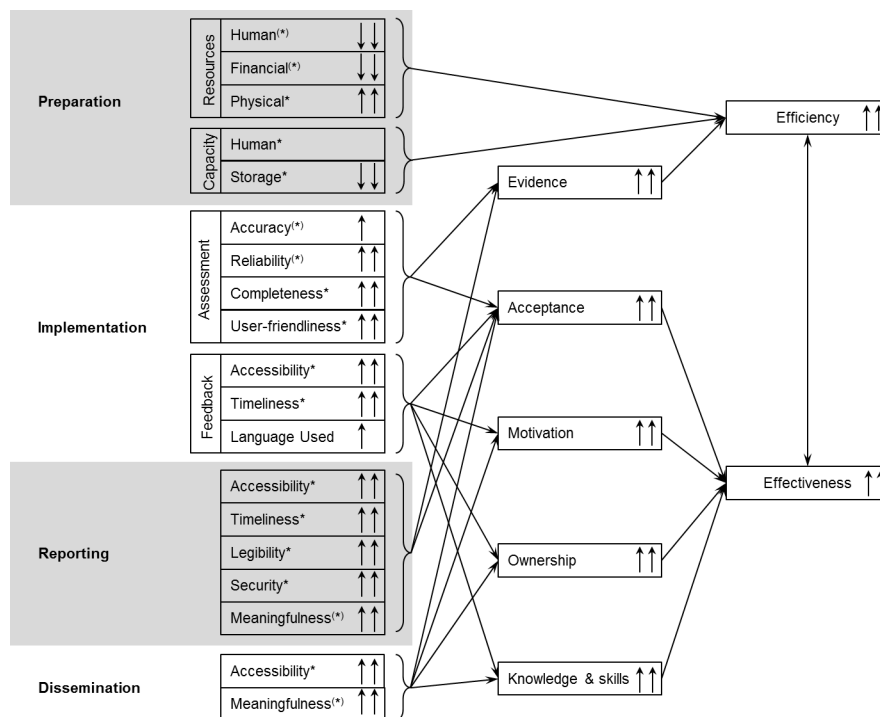 Preparation
Resources
Human(*)
Financial(*)
Physical*
Capacity
Human*
Storage*
Implementation
Assessment
Accuracy(*)
Reliability(*)
Completeness*
User-friendliness*
Feedback
Accessibility*
Timeliness*
Language Used
Reporting
Accessibility*
Timeliness*
Legibility*
Security*
Meaningfulness(*)
Dissemination
Accessibility*
Meaningfulness(*)
Evidence
Acceptance
Motivation
Ownership
Knowledge & skills
Efficiency
Effectiveness